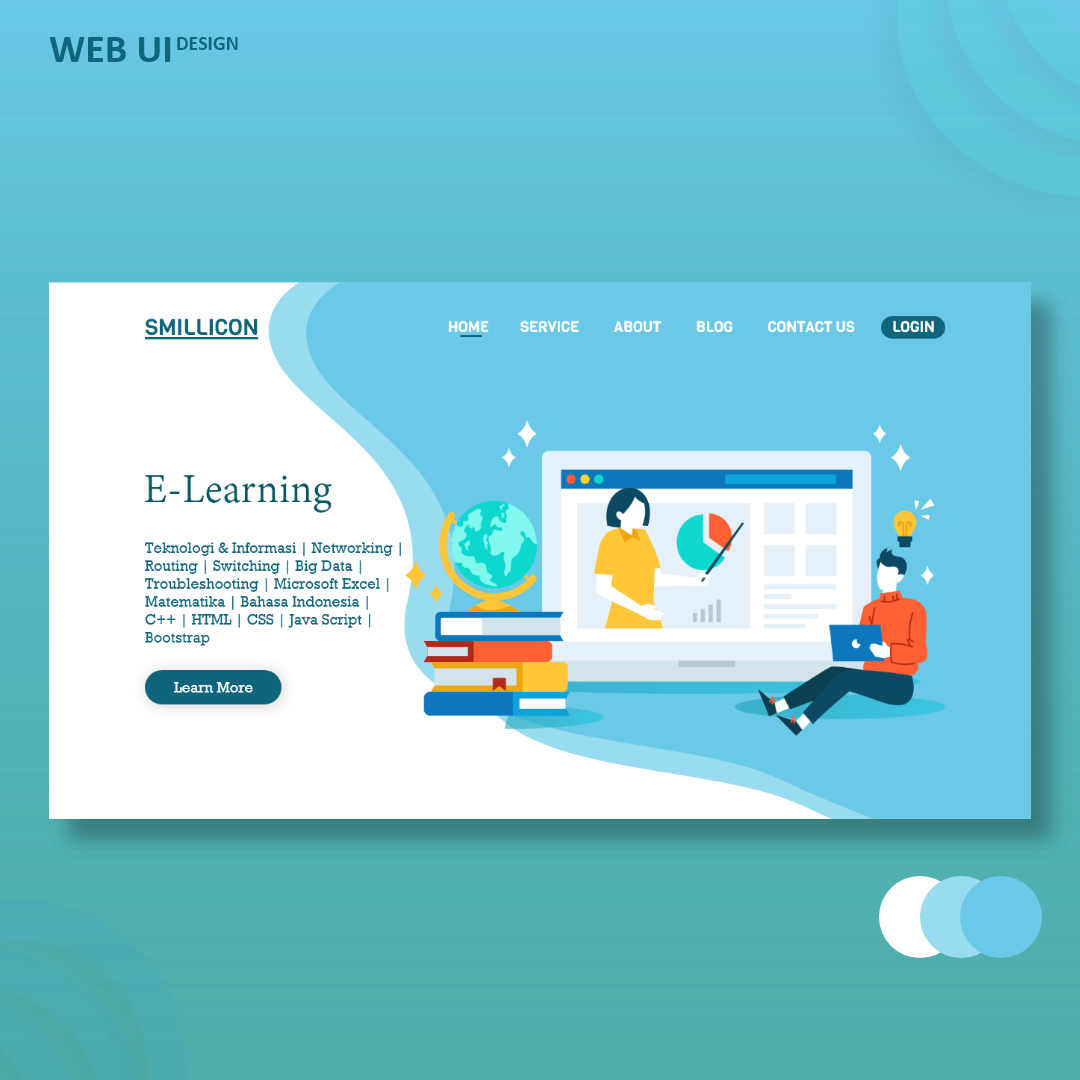 WEB UI DESIGN
SMILLICON
HOME SERVICE ABOUT BLOG CONTACT US LOGIN
E-Learning
Teknologi & Informasi | Networking |
Routing | Switching | Big Data |
Troubleshooting | Microsoft Excel |
Matematika | Bahasa Indonesia |
C++ | HTML | CSS | Java Script |
Bootstrap
Learn More